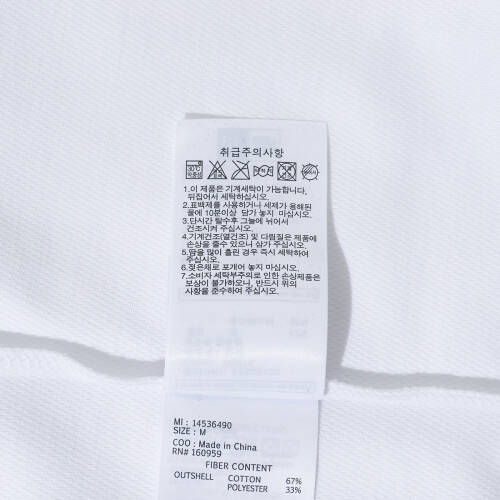 취급주의사항
30℃
1.이 제품은 기계세탁이 가능합니다.
뒤집어서 세탁하십시오.
2.표백제를 사용하거나 세제가 용해된
물에 10분이상 담가 놓지 마십시오.
3.단시간 탈수후 그늘에 뉘어서
건조시켜 주십시오.
4.기계건조(열건조) 및 다림질은 제품에
손상을 줄수 있으니 삼가 주십시오.
5.땀을 많이 흘린 경우 즉시 세탁하여
주십시오.
6.젖은채로 포개어 놓지 마십시오.
7.소비자 세탁부주의로 인한 손상제품은
보상이 불가하오니, 반드시 위의
사항을 준수하여 주십시오.
MI : 14536490
SIZE : M
COO : Made in China
RN# 160959
FIBER CONTENT
OUTSHELL COTTON 67%
POLYESTER 33%